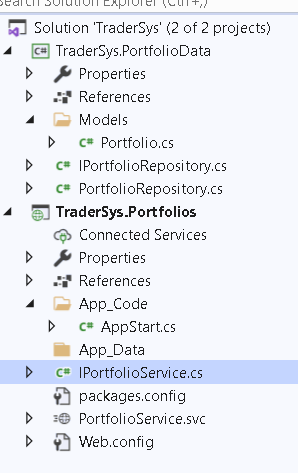 Search Solution Explorer (Ctrl+;)
Solution 'TraderSys' (2 of 2 projects)
TraderSys.PortfolioData
Properties
References
Models
Portfolio.cs
IPortfolioRepository.cs
PortfolioRepository.cs
TraderSys.Portfolios
Connected Services
Properties
References
App_Code
AppStart.cs
App_Data
IPortfolioService.cs
packages.config
PortfolioService.svc
Web.config